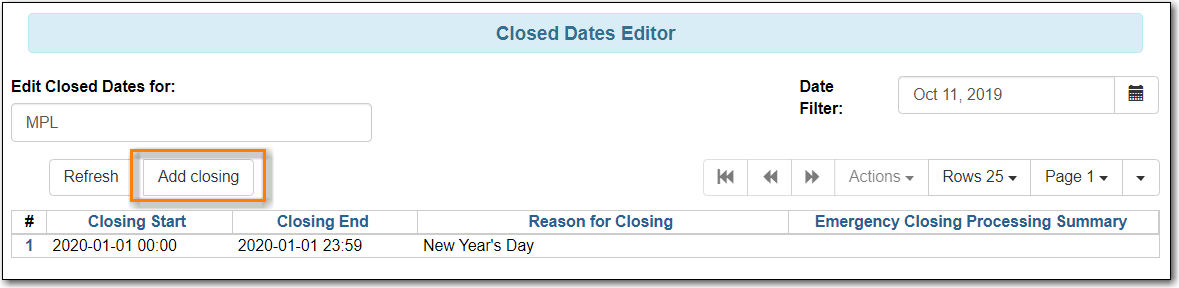 Closed Dates Editor
Edit Closed Dates for:
MPL
Date
Filter:
Oct 11, 2019
Refresh Add closing Actions Rows 25 Page 1
# Closing Start Closing End Reason for Closing Emergency Closing Processing Summary
1 2020-01-01 00:00 2020-01-01 23:59 New Year's Day